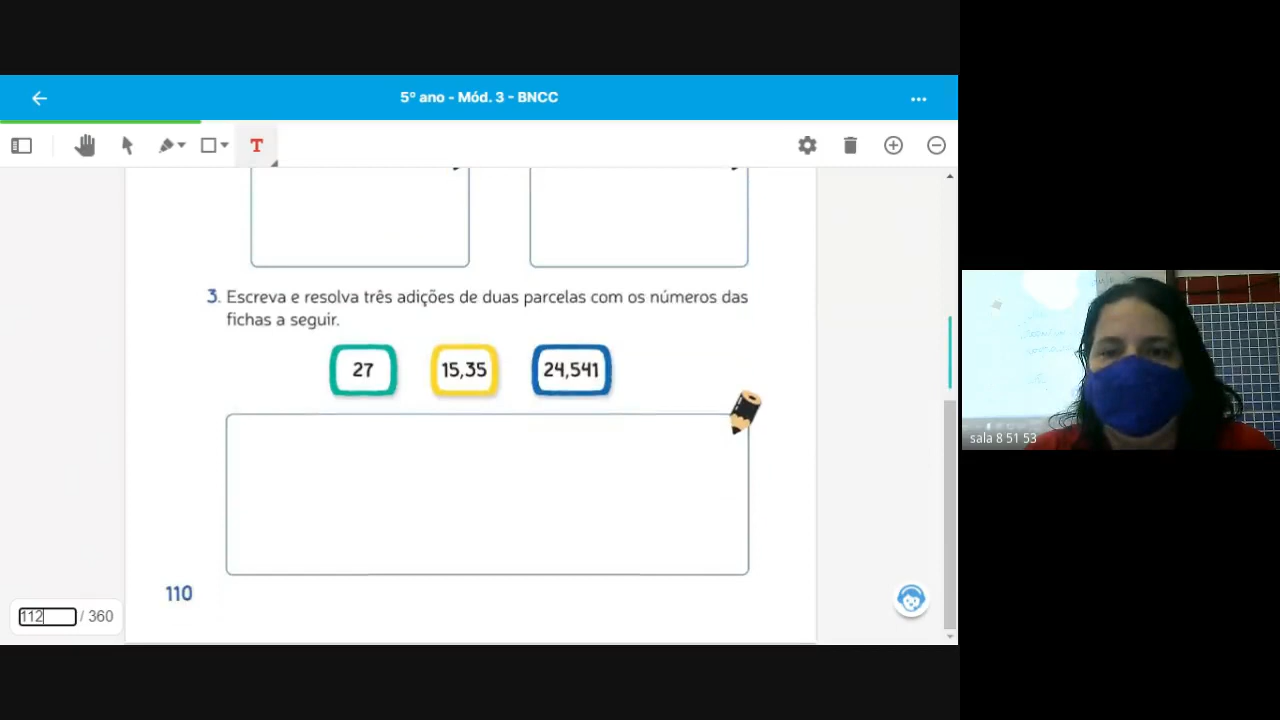 5º ano - Mód. 3 - BNCC
T
3. Escreva e resolva três adições de duas parcelas com os números das
fichas a seguir.
27 15,35 24,541
110
112 / 360
sala 8 51 53